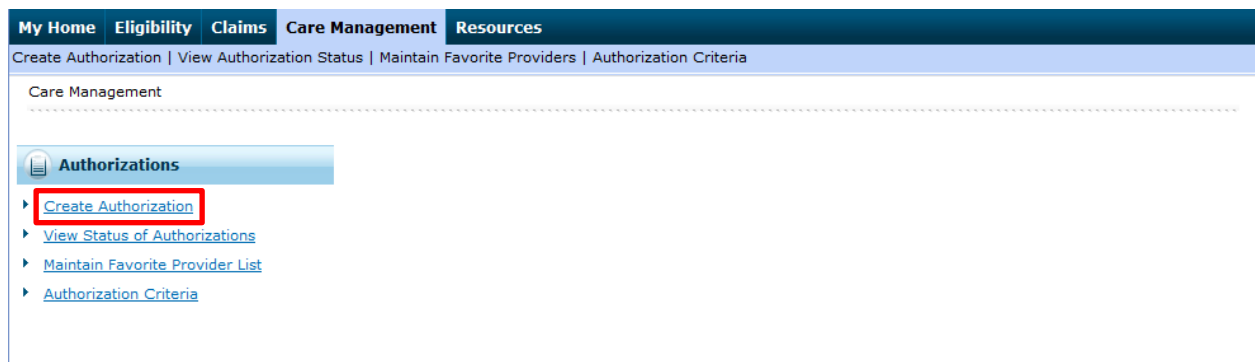 My Home Eligibility Claims Care Management Resources
Create Authorization | View Authorization Status | Maintain Favorite Providers | Authorization Criteria
Care Management
Authorizations
Create Authorization
View Status of Authorizations
Maintain Favorite Provider List
Authorization Criteria